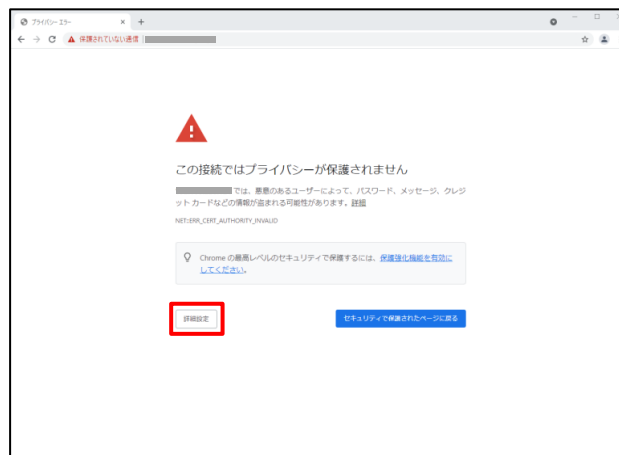 プライバシー エラー
保護されていない通信
この接続ではプライバシーが保護されません
では、悪意のあるユーザーによって、パスワード、メッセージ、クレジ
ット カードなどの情報が盗まれる可能性があります。詳細
NET::ERR_CERT_AUTHORITY_INVALID
Chrome の最高レベルのセキュリティで保護するには、保護強化機能を有効に
してください。
詳細設定
セキュリティで保護されたページに戻る